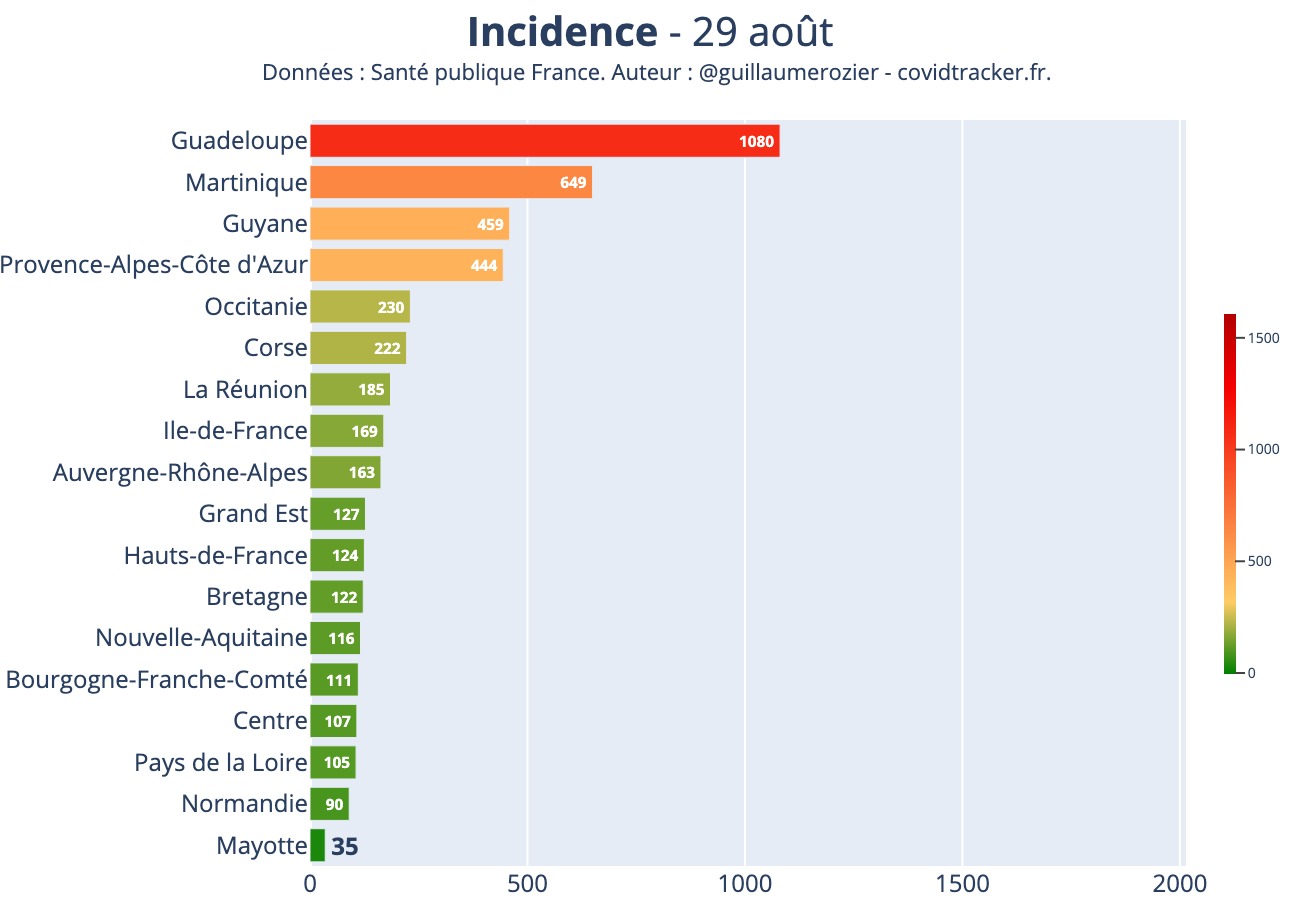 Incidence - 29 août
Données : Santé publique France. Auteur : @guillaumerozier - covidtracker.fr.
Guadeloupe 1080
Martinique 649
Guyane 459
Provence-Alpes-Côte d'Azur 444
Occitanie 230
Corse 222
La Réunion 185
Ile-de-France 169
Auvergne-Rhône-Alpes 163
Grand Est 127
Hauts-de-France 124
Bretagne 122
Nouvelle-Aquitaine 116
Bourgogne-Franche-Comté 111
Centre 107
Pays de la Loire 105
Normandie 90
Mayotte 35
0 500 1000 1500 2000
1500
1000
500
0